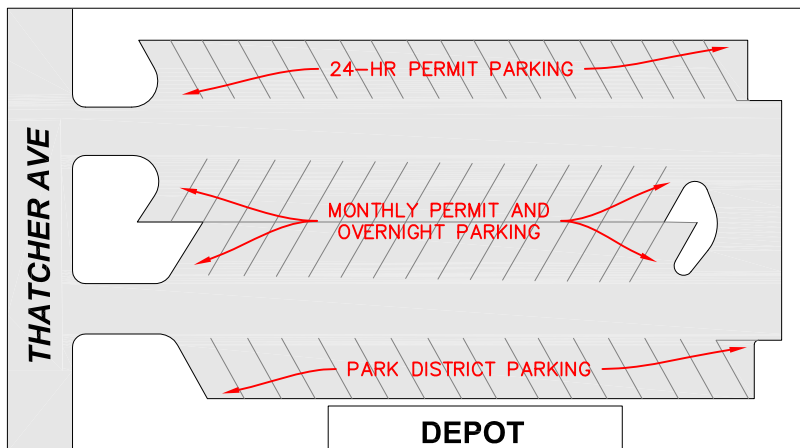 24-HR PERMIT PARKING
THATCHER AVE
MONTHLY PERMIT AND
OVERNIGHT PARKING
PARK DISTRICT PARKING
DEPOT